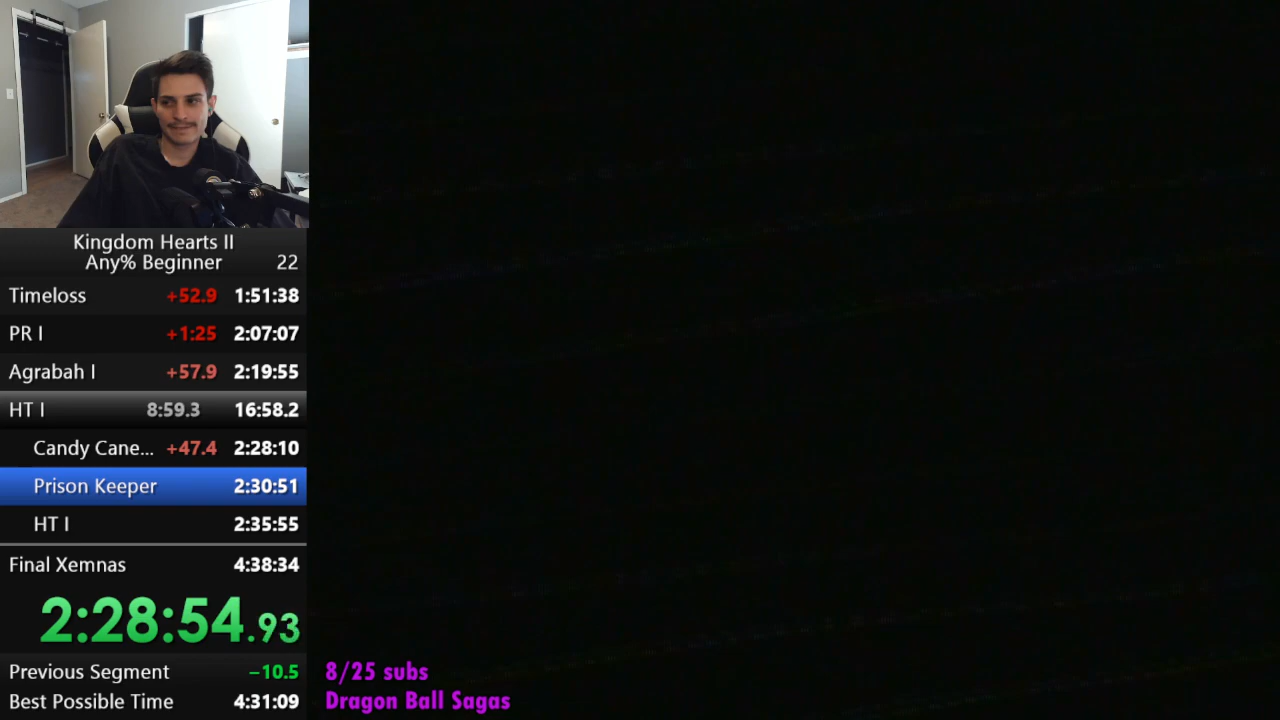 Kingdom Hearts II
Any% Beginner 22
Timeloss +52.9 1:51:38
PR I +1:25 2:07:07
Agrabah I +57.9 2:19:55
HT I 8:59.3 16:58.2
Candy Cane... +47.4 2:28:10
Prison Keeper 2:30:51
HT I 2:35:55
Final Xemnas 4:38:34
2:28:54.93
Previous Segment −10.5
Best Possible Time 4:31:09
8/25 subs
Dragon Ball Sagas